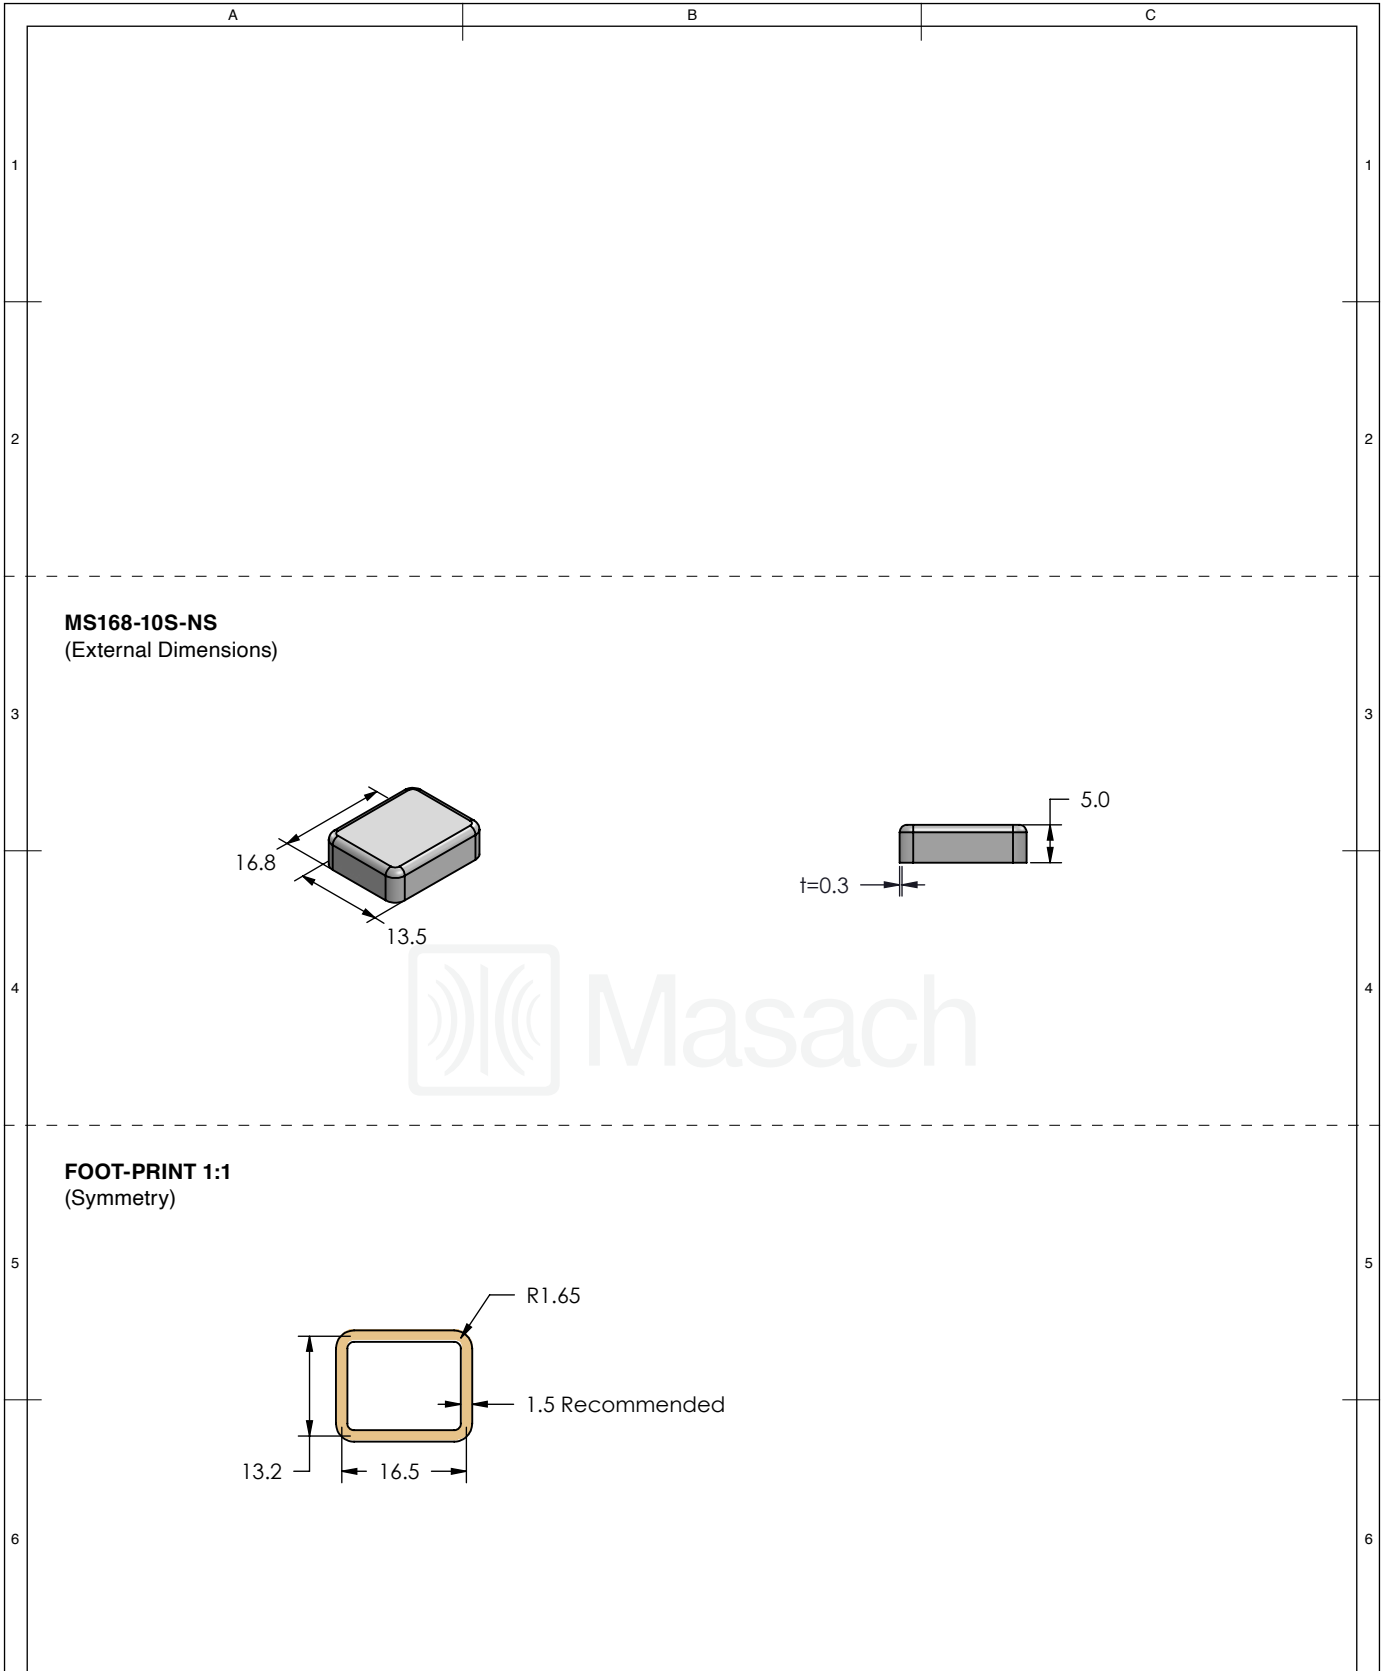 A B C
1 1
2 2
MS168-10S-NS
(External Dimensions)
3 3
5.0
16.8
t=0.3
13.5
Masach
4 4
FOOT-PRINT 1:1
(Symmetry)
5 5
R1.65
1.5 Recommended
13.2 16.5
6 6